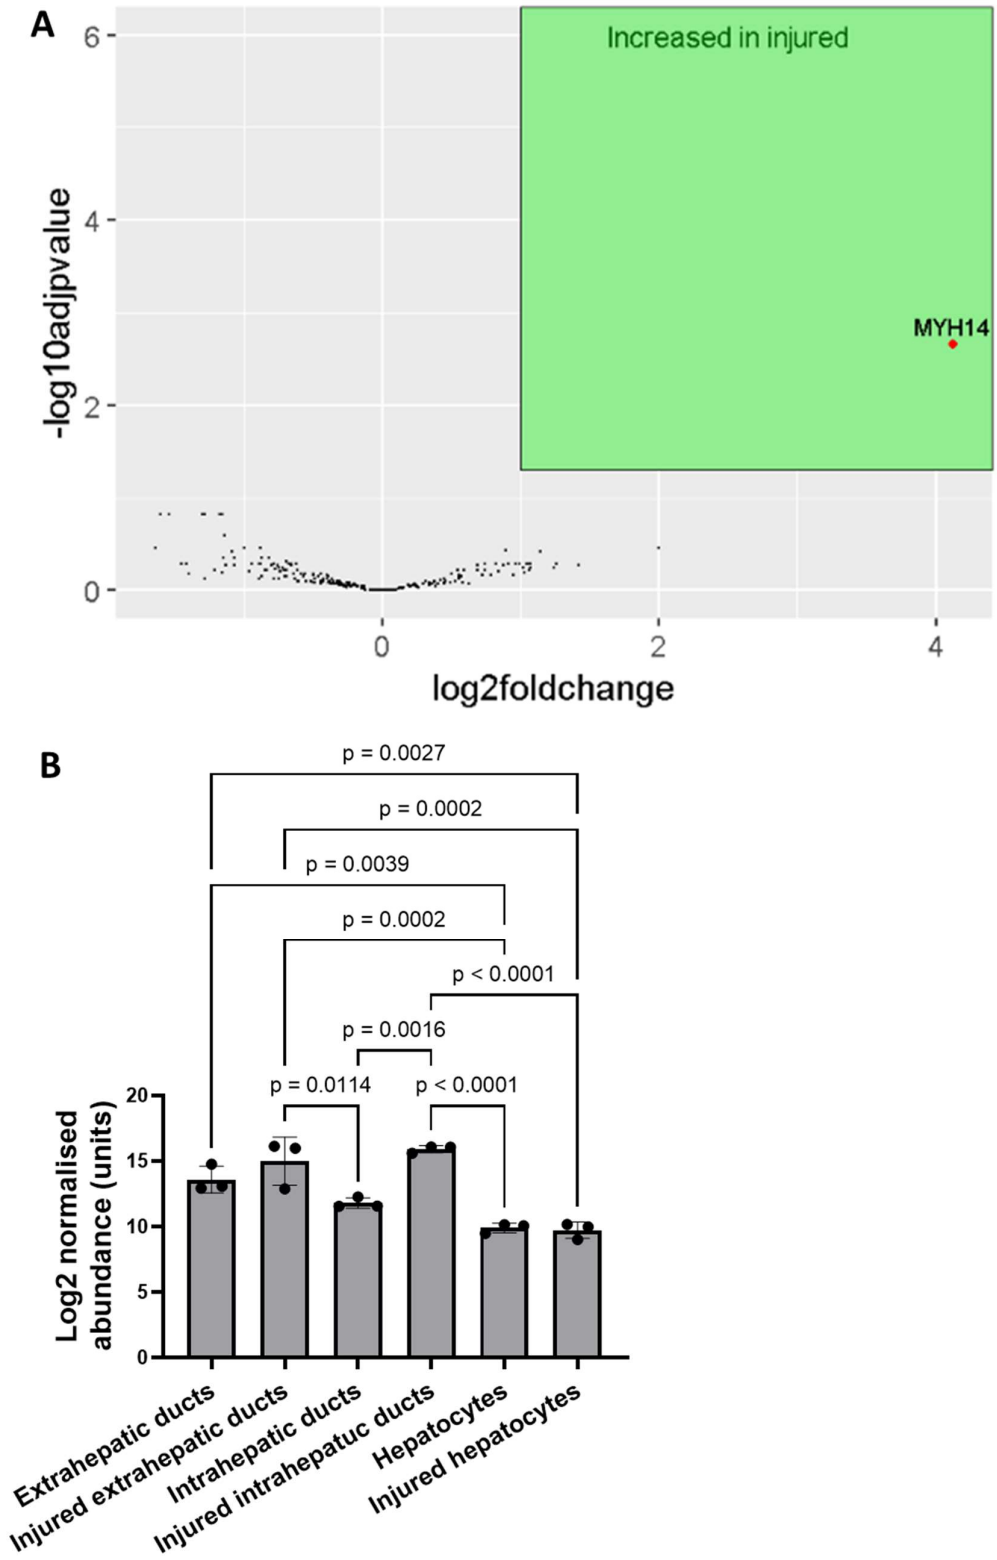 A
Increased in injured
MYH14
6
4
2
0
-log10adjpvalue
0 2 4
log2foldchange
B
p = 0.0027
p = 0.0002
p = 0.0039
p = 0.0002
p < 0.0001
p = 0.0016
p = 0.0114 p < 0.0001
20
15
10
5
0
Log2 normalised
abundance (units)
Extrahepatic ducts
Injured extrahepatic ducts
Intrahepatic ducts
Injured intrahepatuc ducts
Hepatocytes
Injured hepatocytes